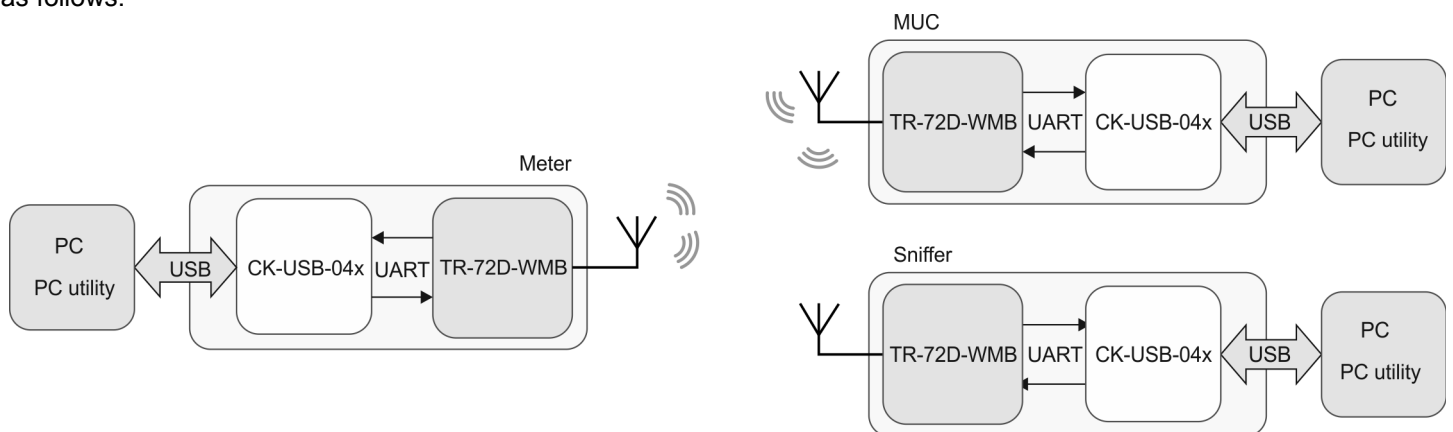 as follows:
Meter
PC
PC utility
USB
CK-USB-04x
UART
TR-72D-WMB
MUC
TR-72D-WMB
UART
CK-USB-04x
USB
PC
PC utility
Sniffer
TR-72D-WMB
UART
CK-USB-04x
USB
PC
PC utility